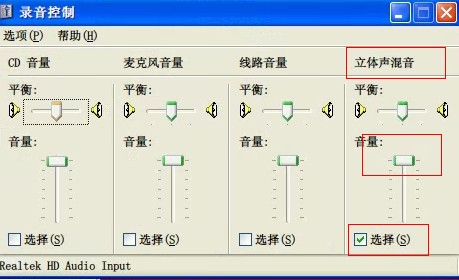 录音控制
选项(P) 帮助(H)
CD 音量 麦克风音量 线路音量 立体声混音
平衡: 平衡: 平衡: 平衡:
音量: 音量: 音量: 音量:
选择(S) 选择(S) 选择(S) 选择(S)
Realtek HD Audio Input